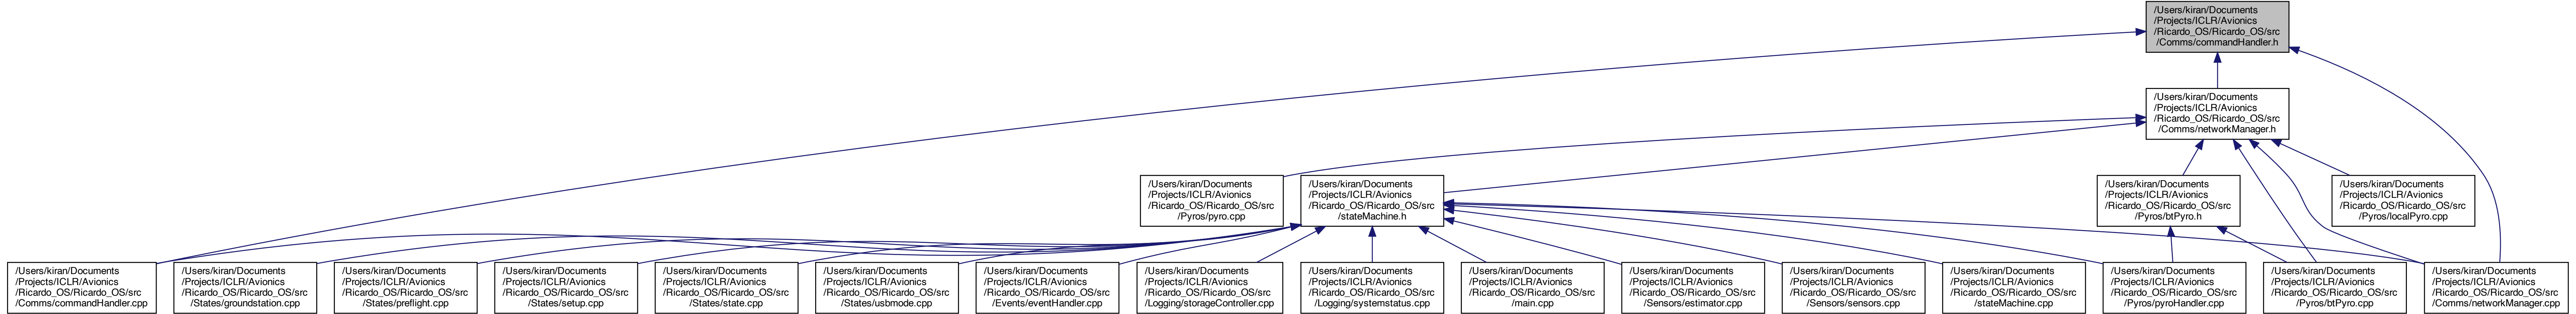 /Users/kiran/Documents
/Projects/ICLR/Avionics
/Ricardo_OS/Ricardo_OS/src
/Comms/commandHandler.h
/Users/kiran/Documents
/Projects/ICLR/Avionics
/Ricardo_OS/Ricardo_OS/src
/Comms/networkManager.h
/Users/kiran/Documents
/Projects/ICLR/Avionics
/Ricardo_OS/Ricardo_OS/src
/Pyros/pyro.cpp
/Users/kiran/Documents
/Projects/ICLR/Avionics
/Ricardo_OS/Ricardo_OS/src
/stateMachine.h
/Users/kiran/Documents
/Projects/ICLR/Avionics
/Ricardo_OS/Ricardo_OS/src
/Pyros/btPyro.h
/Users/kiran/Documents
/Projects/ICLR/Avionics
/Ricardo_OS/Ricardo_OS/src
/Pyros/localPyro.cpp
/Users/kiran/Documents
/Projects/ICLR/Avionics
/Ricardo_OS/Ricardo_OS/src
/Comms/commandHandler.cpp
/Users/kiran/Documents
/Projects/ICLR/Avionics
/Ricardo_OS/Ricardo_OS/src
/States/groundstation.cpp
/Users/kiran/Documents
/Projects/ICLR/Avionics
/Ricardo_OS/Ricardo_OS/src
/States/preflight.cpp
/Users/kiran/Documents
/Projects/ICLR/Avionics
/Ricardo_OS/Ricardo_OS/src
/States/setup.cpp
/Users/kiran/Documents
/Projects/ICLR/Avionics
/Ricardo_OS/Ricardo_OS/src
/States/state.cpp
/Users/kiran/Documents
/Projects/ICLR/Avionics
/Ricardo_OS/Ricardo_OS/src
/States/usbmode.cpp
/Users/kiran/Documents
/Projects/ICLR/Avionics
/Ricardo_OS/Ricardo_OS/src
/Events/eventHandler.cpp
/Users/kiran/Documents
/Projects/ICLR/Avionics
/Ricardo_OS/Ricardo_OS/src
/Logging/storageController.cpp
/Users/kiran/Documents
/Projects/ICLR/Avionics
/Ricardo_OS/Ricardo_OS/src
/Logging/systemstatus.cpp
/Users/kiran/Documents
/Projects/ICLR/Avionics
/Ricardo_OS/Ricardo_OS/src
/main.cpp
/Users/kiran/Documents
/Projects/ICLR/Avionics
/Ricardo_OS/Ricardo_OS/src
/Sensors/estimator.cpp
/Users/kiran/Documents
/Projects/ICLR/Avionics
/Ricardo_OS/Ricardo_OS/src
/Sensors/sensors.cpp
/Users/kiran/Documents
/Projects/ICLR/Avionics
/Ricardo_OS/Ricardo_OS/src
/stateMachine.cpp
/Users/kiran/Documents
/Projects/ICLR/Avionics
/Ricardo_OS/Ricardo_OS/src
/Pyros/pyroHandler.cpp
/Users/kiran/Documents
/Projects/ICLR/Avionics
/Ricardo_OS/Ricardo_OS/src
/Pyros/btPyro.cpp
/Users/kiran/Documents
/Projects/ICLR/Avionics
/Ricardo_OS/Ricardo_OS/src
/Comms/networkManager.cpp